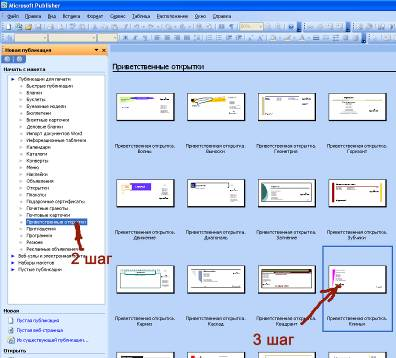 Microsoft Publisher
Файл Правка Вид Вставка Формат Сервис Таблица Расположение Окно Справка
Новая публикация
Начать с макета
Публикации для печати
Быстрые публикации
Бланки
Буклеты
Бумажные модели
Бюллетени
Визитные карточки
Деловые бланки
Импорт документов Word
Информационные таблички
Календари
Каталоги
Конверты
Меню
Наклейки
Объявления
Открытки
Плакаты
Подарочные сертификаты
Почетные грамоты
Почтовые карточки
Приветственные открытки
Приглашения
Программки
Резюме
Рекламные объявления
Веб-узлы и электронная почта
Наборы макетов
Пустые публикации
2 шаг
Новая
Пустая публикация
Пустая веб-страница
Из существующей публикации...
Открыть
Приветственные открытки
Приветственная открытка. Волны
Приветственная открытка. Выноски
Приветственная открытка. Геометрия
Приветственная открытка. Горизонт
Приветственная открытка. Движение
Приветственная открытка. Диагональ
Приветственная открытка. Затмение
Приветственная открытка. Зубчики
Приветственная открытка. Карниз
Приветственная открытка. Каскад
Приветственная открытка. Квадрант
Приветственная открытка. Клинья
3 шаг